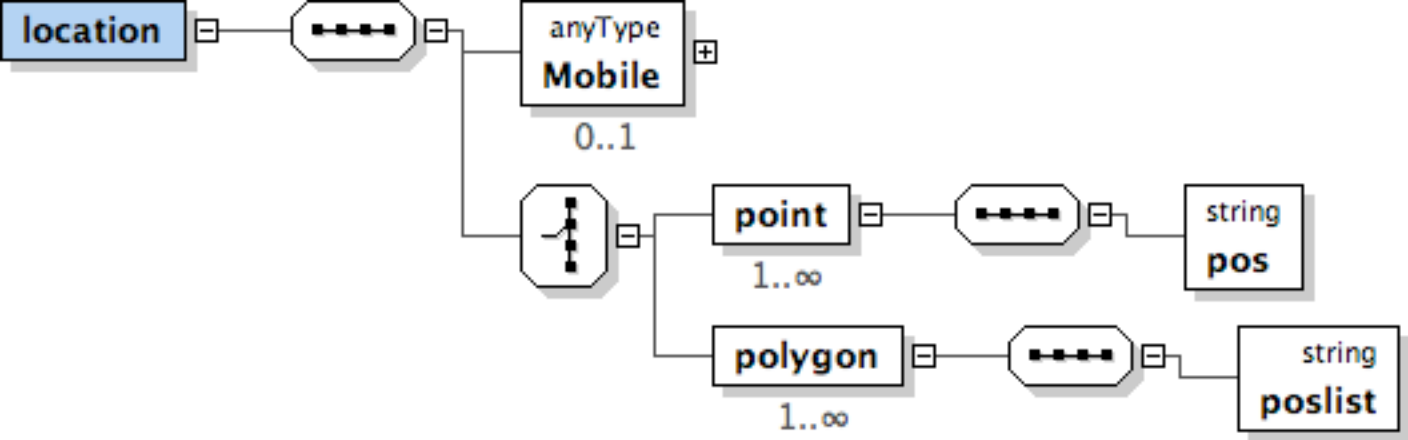 location
anyType
Mobile
0..1
point
1..∞
string
pos
polygon
1..∞
string
poslist